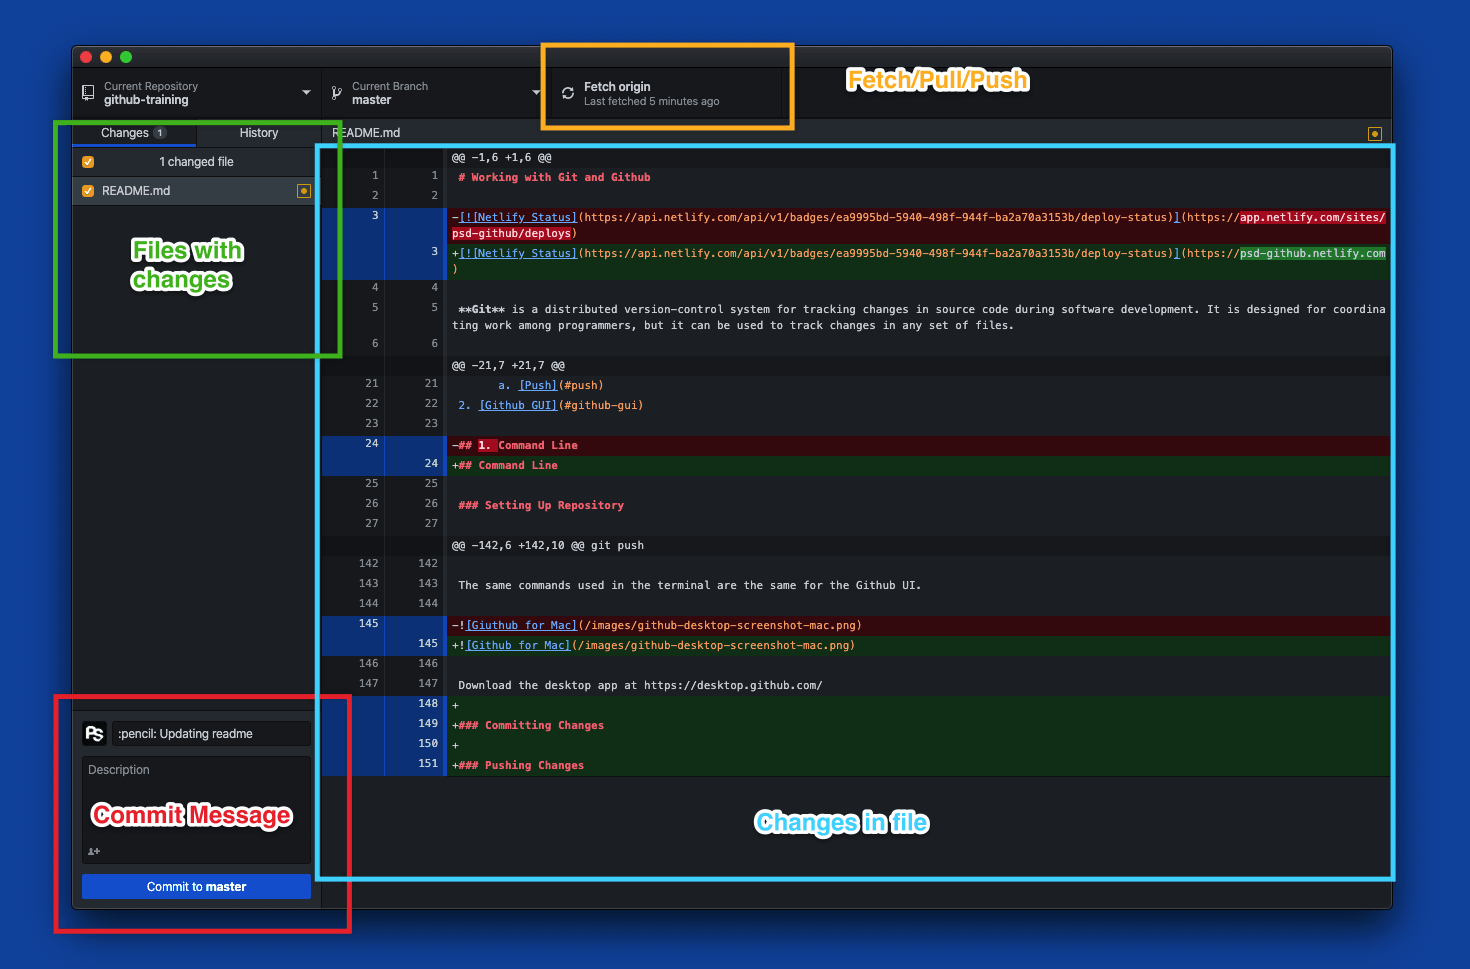 Current Repository
github-training
Current Branch
master
Fetch origin
Last fetched 5 minutes ago
Fetch/Pull/Push
Changes 1
History
README.md
1 changed file
README.md
Files with
changes
@@ -1,6 +1,6 @@
1 1 # Working with Git and Github
2 2
3 -[![Netlify Status](https://api.netlify.com/api/v1/badges/ea9995bd-5940-498f-944f-ba2a70a3153b/deploy-status)](https://app.netlify.com/sites/
psd-github/deploys)
3 +[![Netlify Status](https://api.netlify.com/api/v1/badges/ea9995bd-5940-498f-944f-ba2a70a3153b/deploy-status)](https://psd-github.netlify.com
)
4 4
5 5 **Git** is a distributed version-control system for tracking changes in source code during software development. It is designed for coordina
ting work among programmers, but it can be used to track changes in any set of files.
6 6
@@ -21,7 +21,7 @@
21 21 a. [Push](#push)
22 22 2. [Github GUI](#github-gui)
23 23
24 -## 1. Command Line
24 +## Command Line
25 25
26 26 ### Setting Up Repository
27 27
@@ -142,6 +142,10 @@ git push
142 142
143 143 The same commands used in the terminal are the same for the Github UI.
144 144
145 -![Giuthub for Mac](/images/github-desktop-screenshot-mac.png)
145 +![Github for Mac](/images/github-desktop-screenshot-mac.png)
146 146
147 147 Download the desktop app at https://desktop.github.com/
148 +
149 +### Committing Changes
150 +
151 +### Pushing Changes
Changes in file
PS
:pencil: Updating readme
Description
Commit Message
Commit to master